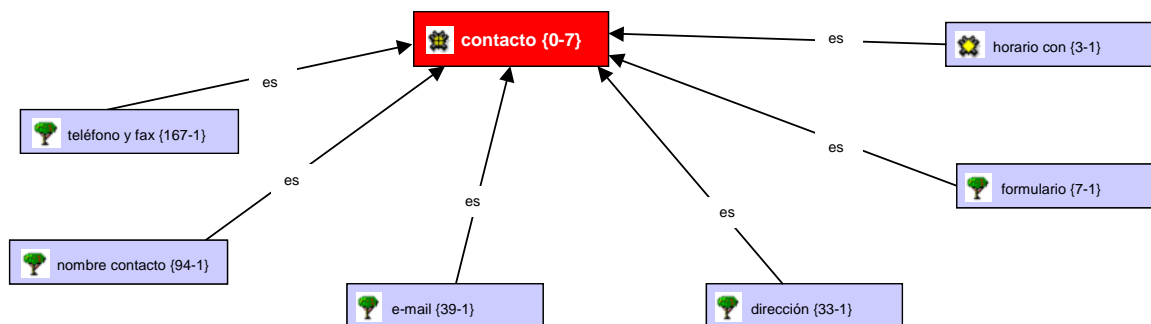 contacto {0-7}
es
horario con {3-1}
es
teléfono y fax {167-1}
es
formulario {7-1}
es
es
es
nombre contacto {94-1}
e-mail {39-1}
dirección {33-1}